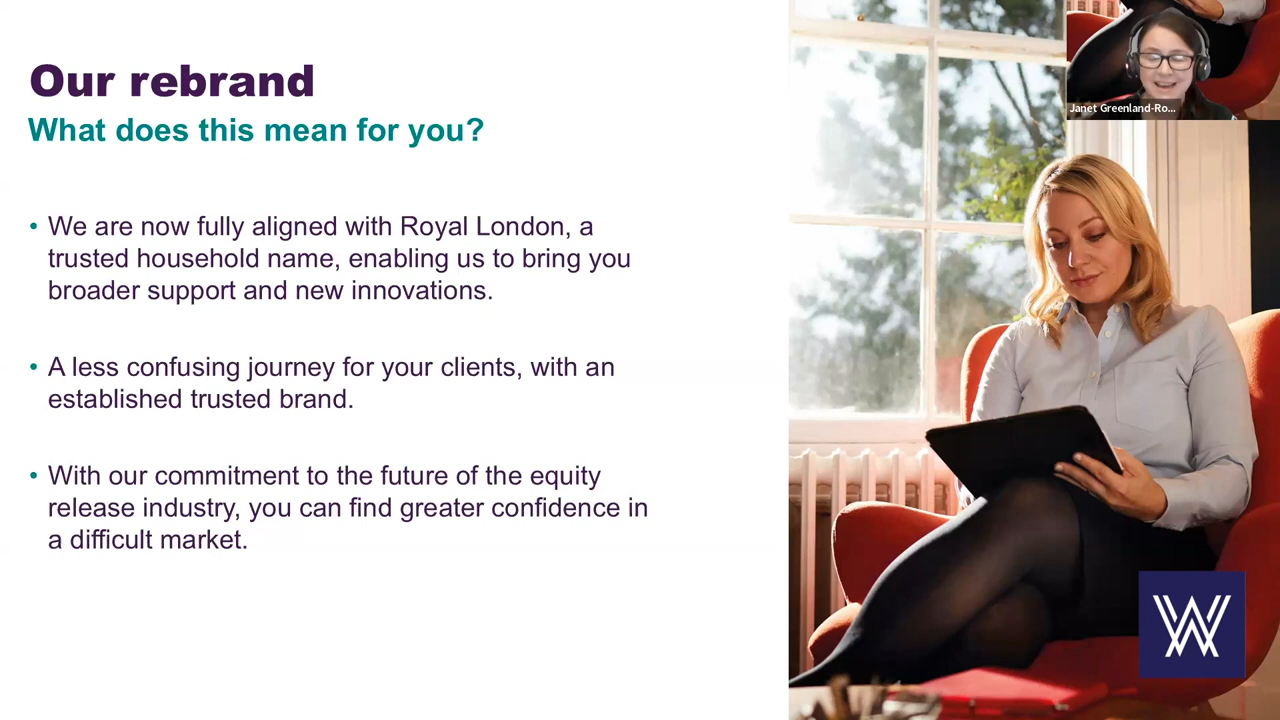 Our rebrand
What does this mean for you?
• We are now fully aligned with Royal London, a
trusted household name, enabling us to bring you
broader support and new innovations.
• A less confusing journey for your clients, with an
established trusted brand.
• With our commitment to the future of the equity
release industry, you can find greater confidence in
a difficult market.
Janet Greenland-Ro...
W